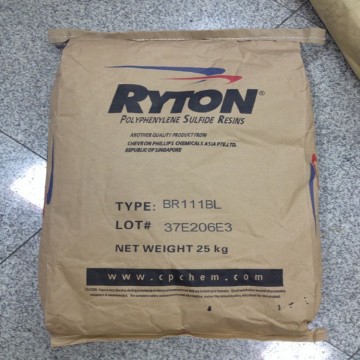 RYTON®
POLYPHENYLENE SULFIDE RESINS
ANOTHER QUALITY PRODUCT FROM
CHEVRON PHILLIPS CHEMICALS ASIA PTE.LTD.
REPUBLIC OF SINGAPORE
TYPE: BR111BL
LOT# 37E206E3
NET WEIGHT 25 kg
www.cpchem.com